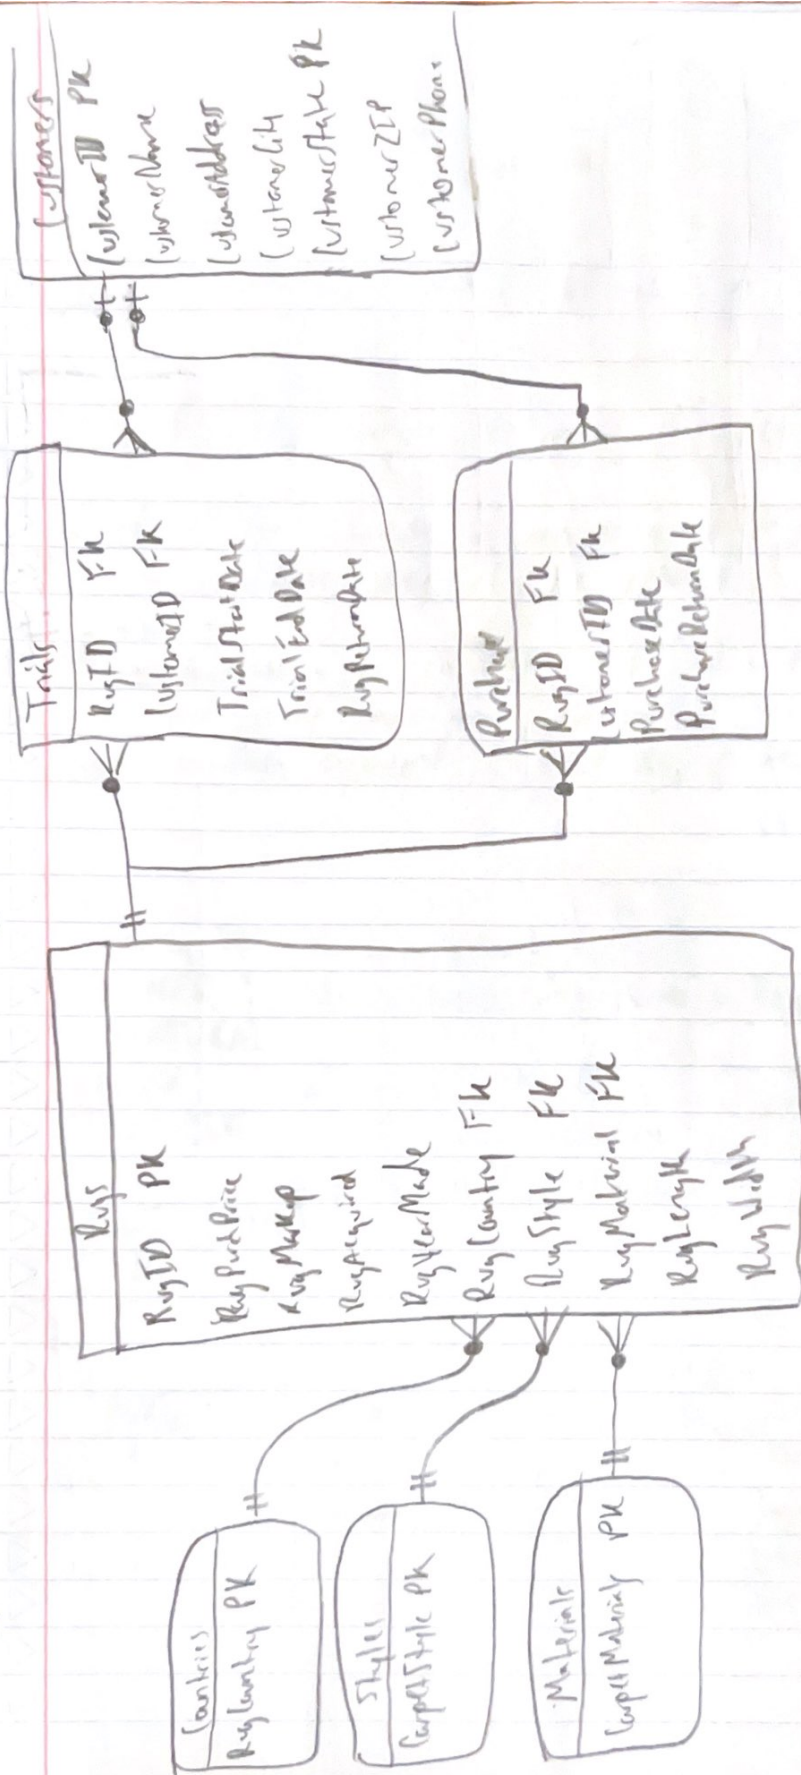 Countries
RugCountry PK
Styles
CarpetStyle PK
Materials
CarpetMaterials PK
Rugs
RugID PK
RugPurchPrice
RugMarkup
RugAcquired
RugYearMade
RugCountry FK
RugStyle FK
RugMaterial FK
RugLength
RugWidth
Trials
RugID FK
CustomerID FK
TrialStartDate
TrialEndDate
RugReturnDate
Purchase
RugID FK
CustomerID FK
PurchaseDate
PurchaseReturnDate
Customers
CustomerID PK
CustomerName
CustomerAddress
CustomerCity
CustomerState PK
CustomerZIP
CustomerPhone